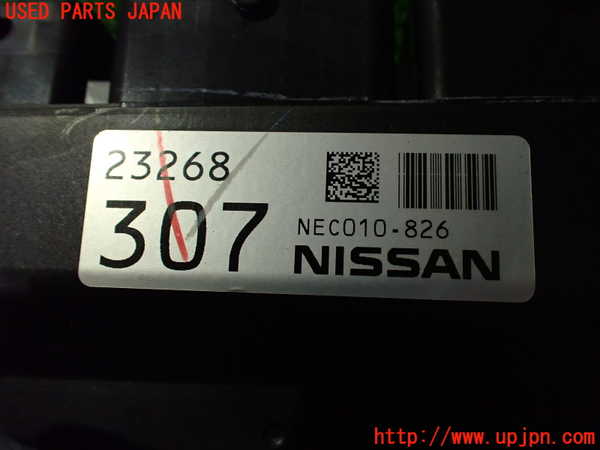 USED PARTS JAPAN
23268
307
NEC010-826
NISSAN
http://www.upjpn.com/